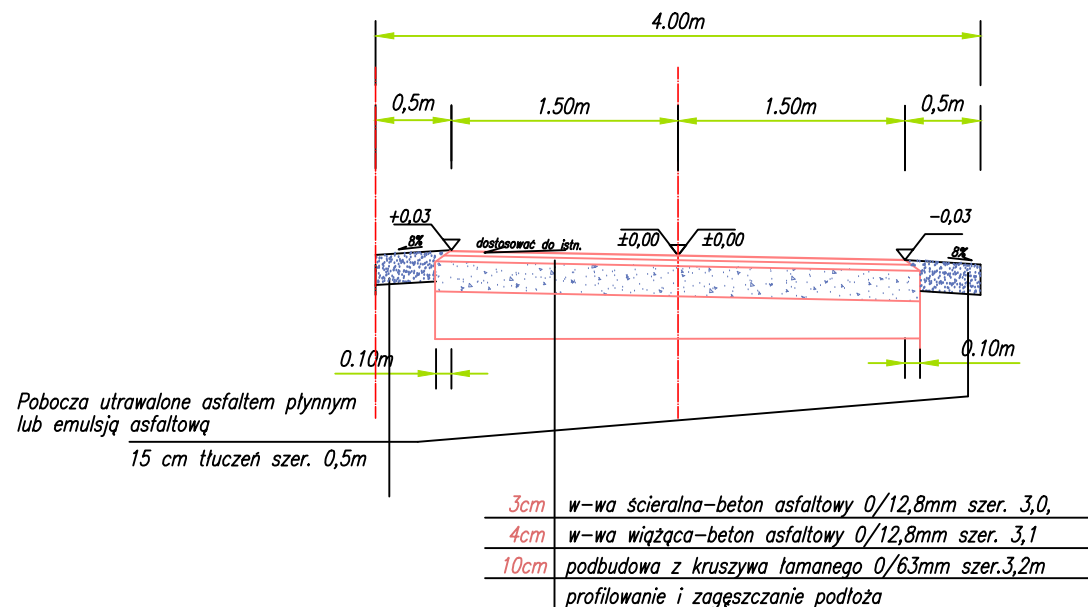 4.00m
0,5m 1.50m 1.50m 0,5m
+0,03 ±0,00 ±0,00 -0,03
8% dostosować do istn. 8%
0.10m 0.10m
Pobocza utrawalone asfaltem płynnym
lub emulsją asfaltową
15 cm tłuczeń szer. 0,5m
3cm w-wa ścieralna-beton asfaltowy 0/12,8mm szer. 3,0,
4cm w-wa wiążąca-beton asfaltowy 0/12,8mm szer. 3,1
10cm podbudowa z kruszywa łamanego 0/63mm szer.3,2m
profilowanie i zagęszczanie podłoża